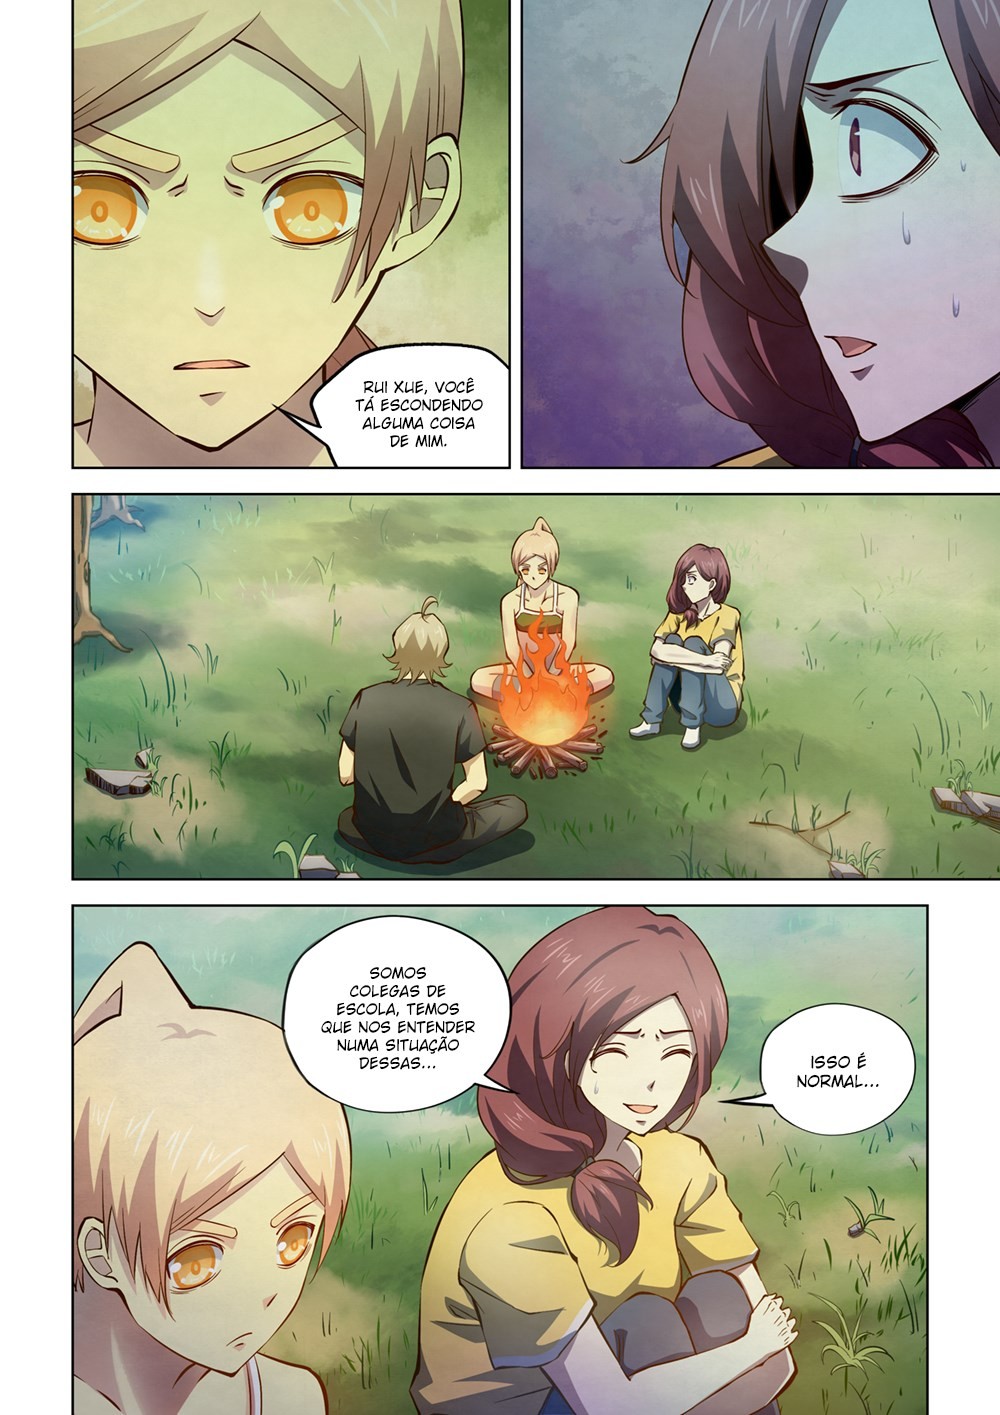 RUI XUE, VOCÊ
TÁ ESCONDENDO
ALGUMA COISA
DE MIM.
SOMOS
COLEGAS DE
ESCOLA, TEMOS
QUE NOS ENTENDER
NUMA SITUAÇÃO
DESSAS...
ISSO É
NORMAL...